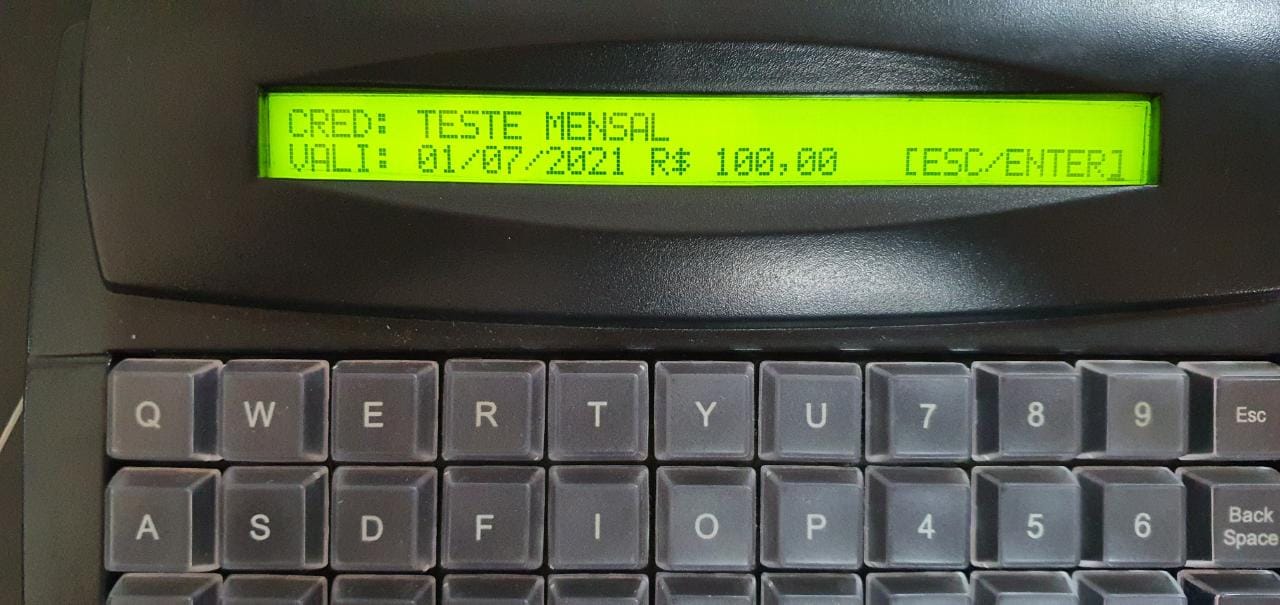 CRED: TESTE MENSAL
VALI: 01/07/2021 R$ 100,00 [ESC/ENTER]
Q W E R T Y U 7 8 9 Esc
A S D F I O P 4 5 6 Back Space